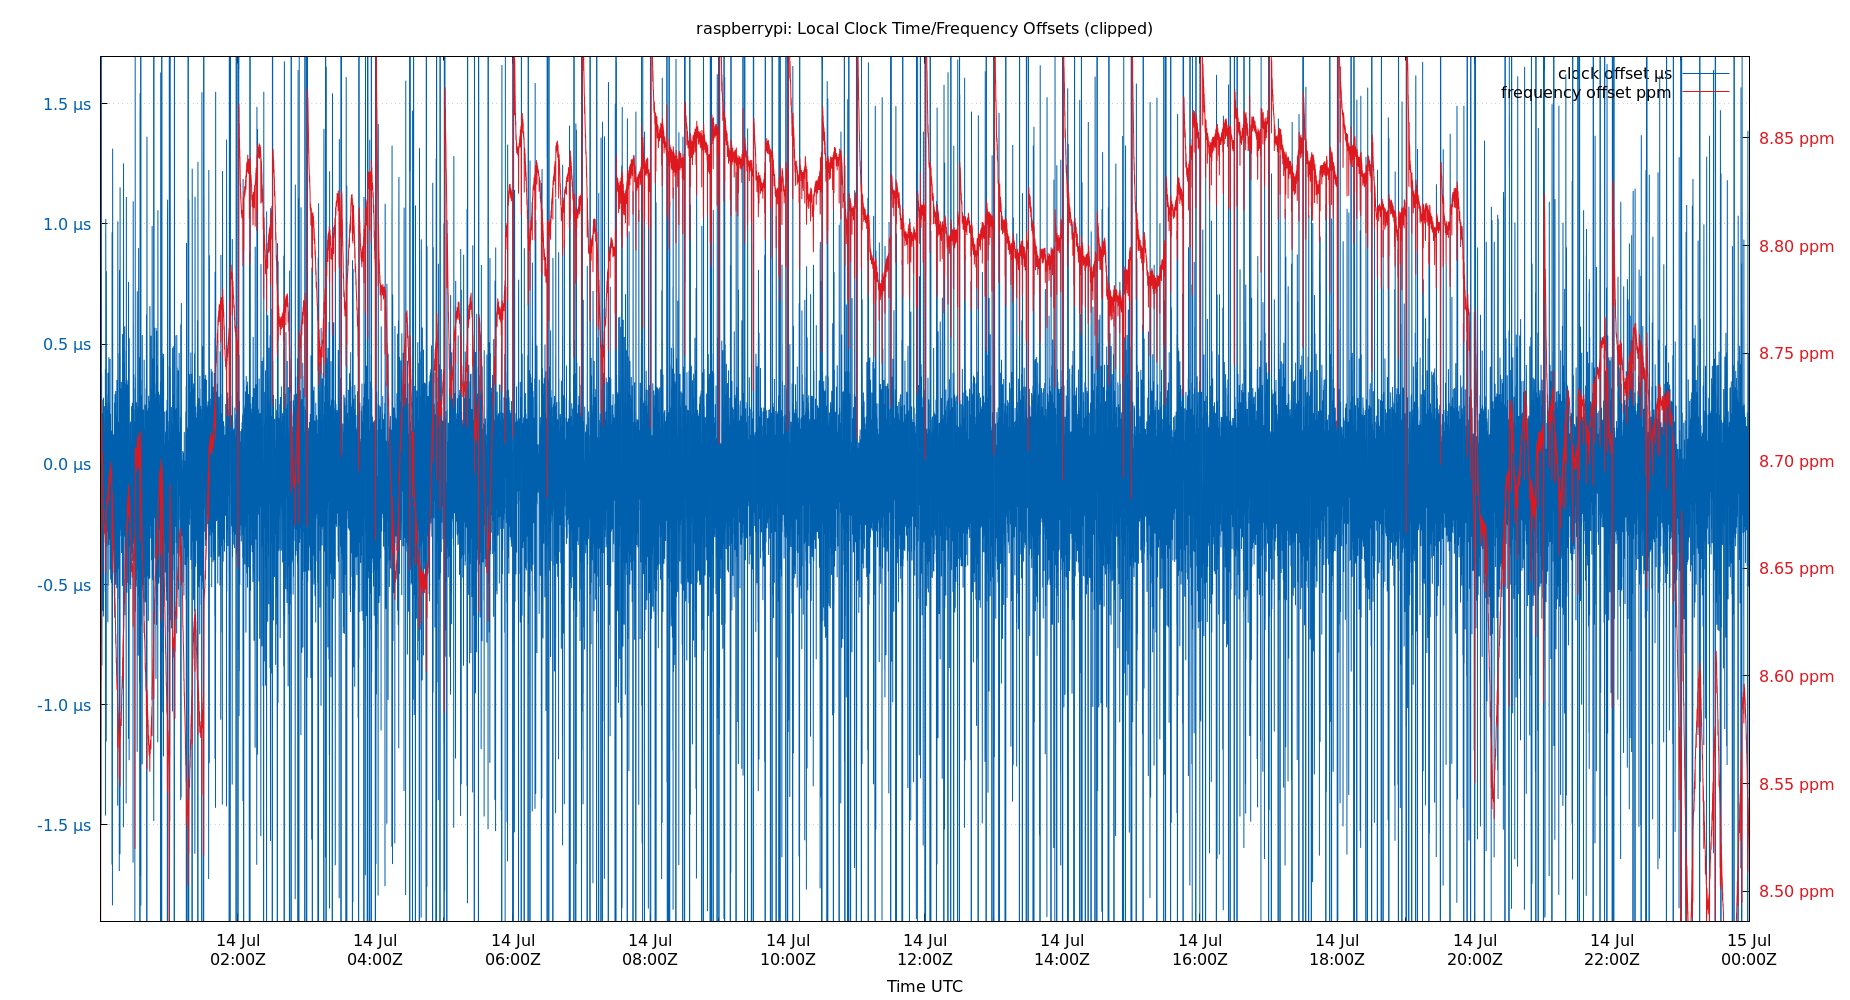 raspberrypi: Local Clock Time/Frequency Offsets (clipped)
clock offset μs
frequency offset ppm
1.5 μs
1.0 μs
0.5 μs
0.0 μs
-0.5 μs
-1.0 μs
-1.5 μs
8.85 ppm
8.80 ppm
8.75 ppm
8.70 ppm
8.65 ppm
8.60 ppm
8.55 ppm
8.50 ppm
14 Jul 14 Jul 14 Jul 14 Jul 14 Jul 14 Jul 14 Jul 14 Jul 14 Jul 14 Jul 14 Jul 15 Jul
02:00Z 04:00Z 06:00Z 08:00Z 10:00Z 12:00Z 14:00Z 16:00Z 18:00Z 20:00Z 22:00Z 00:00Z
Time UTC